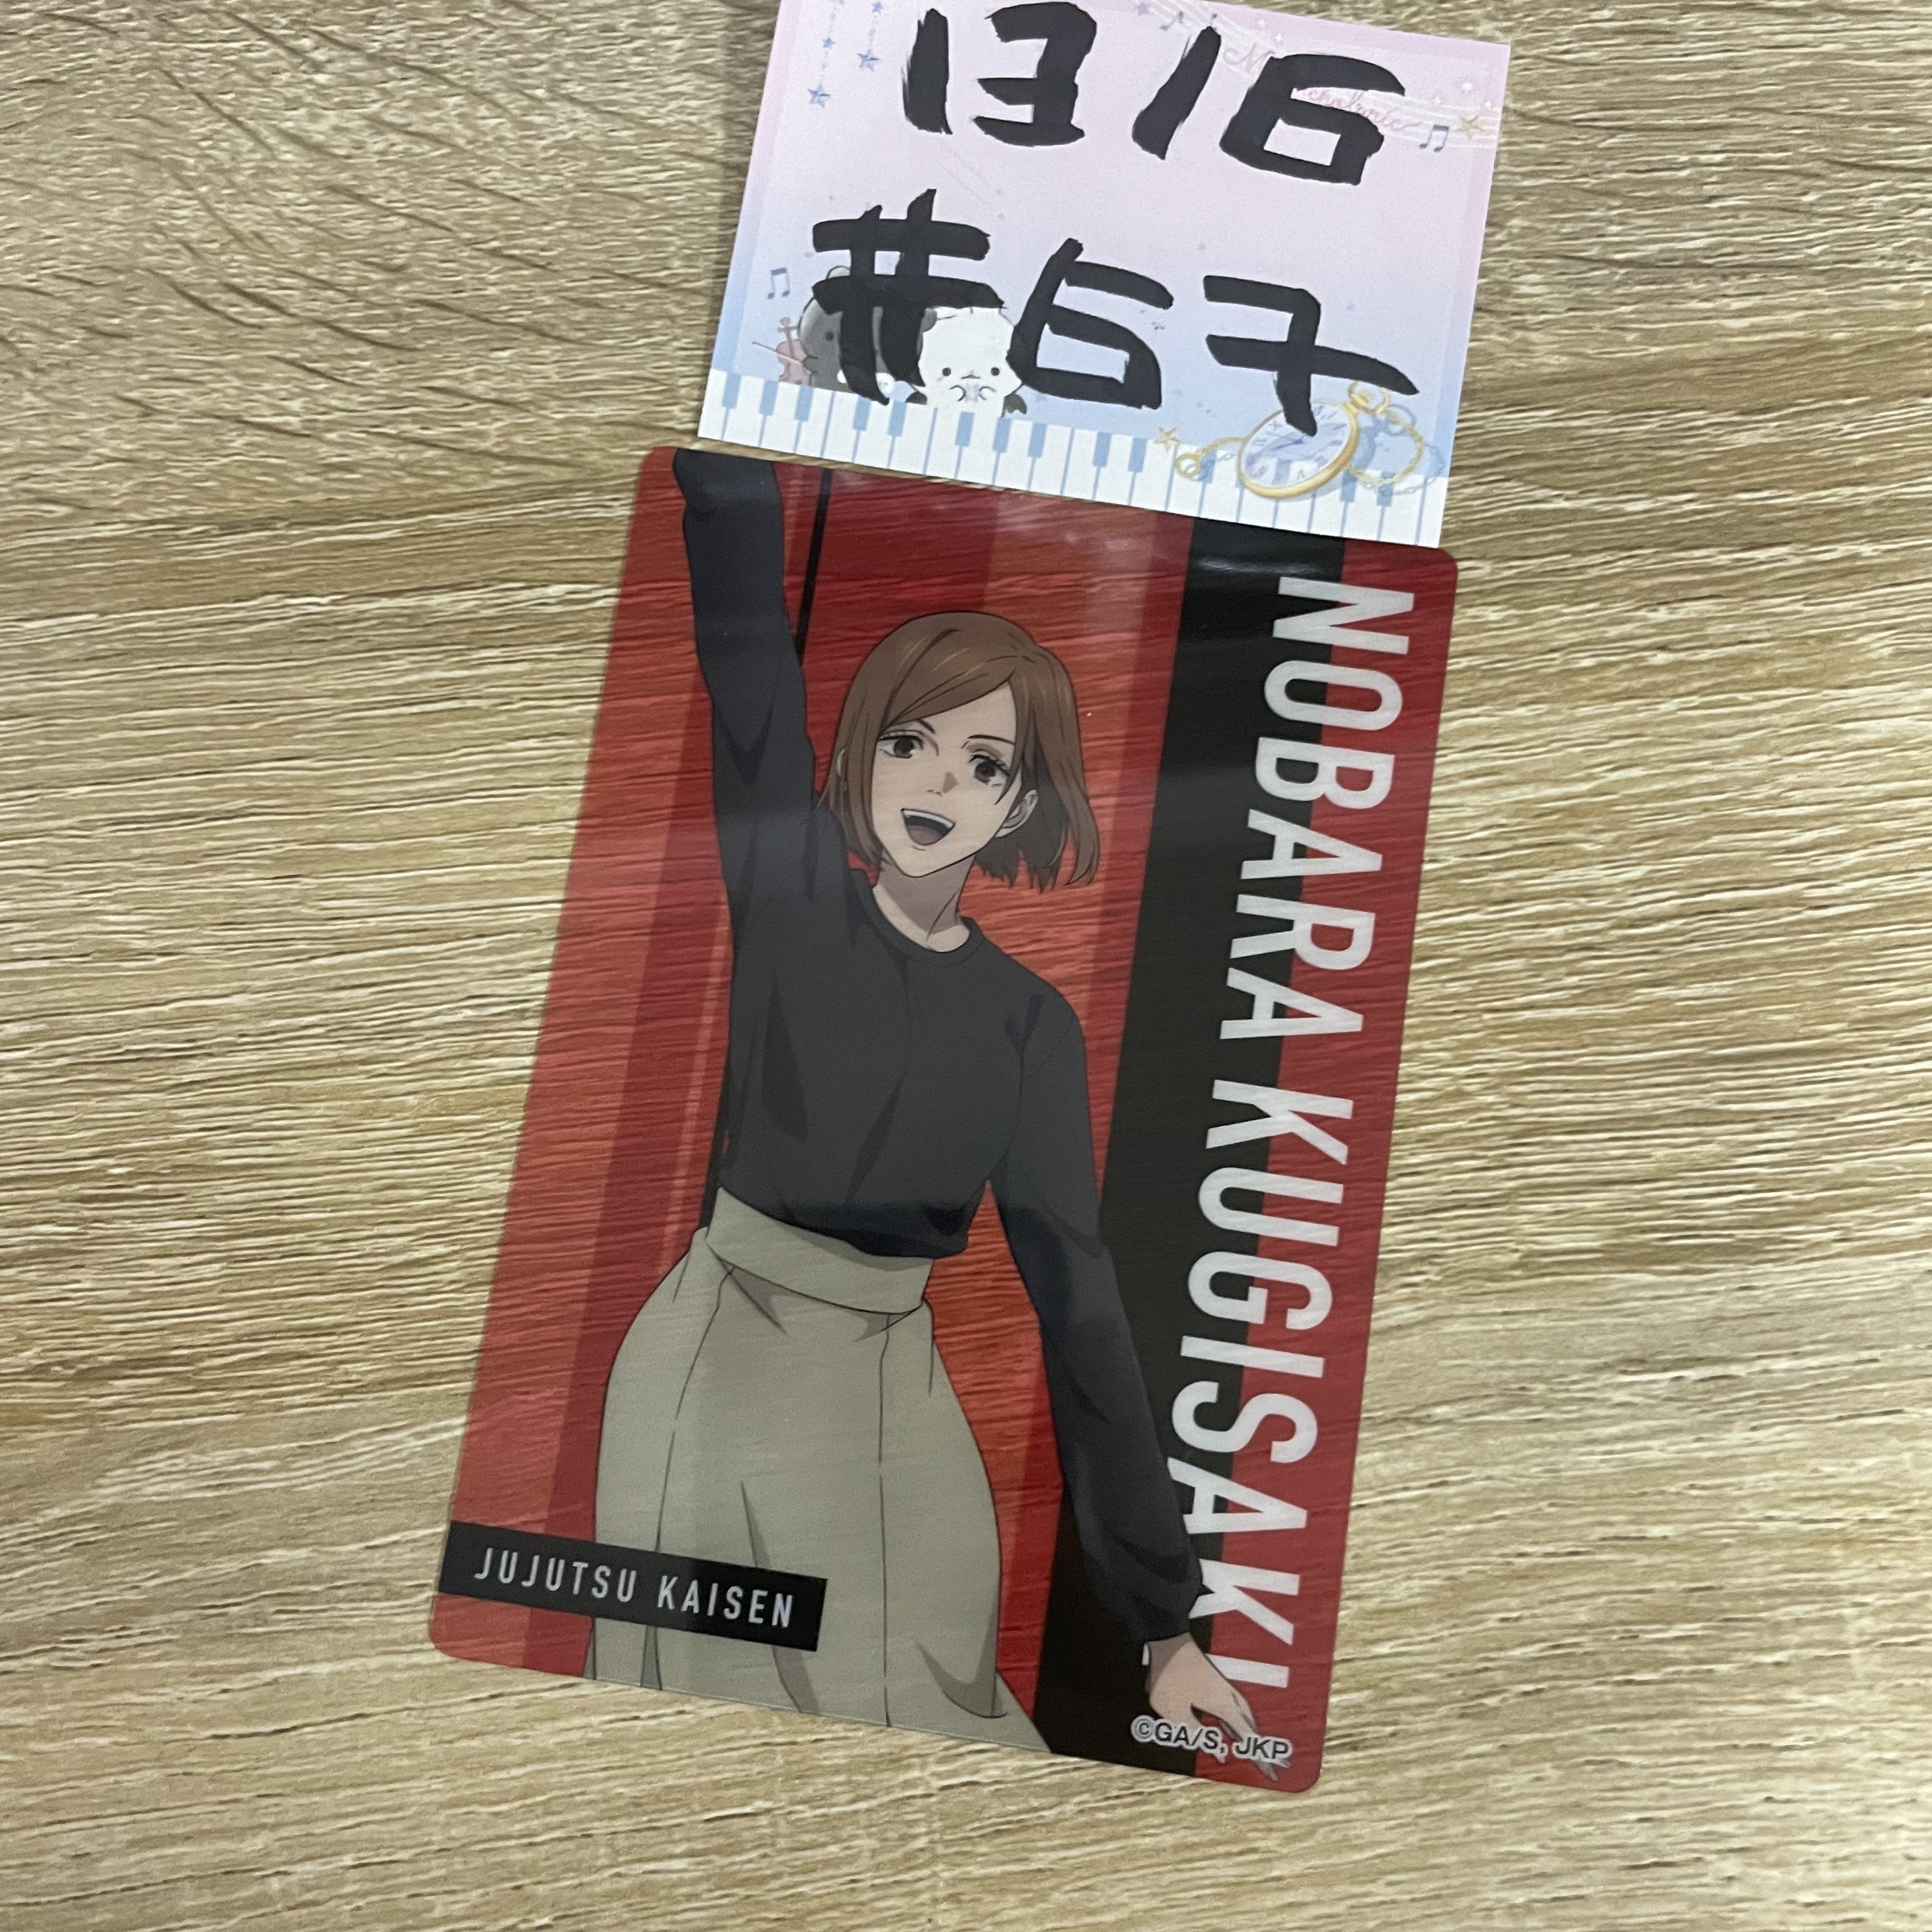 1316
#67
NOBARA KUGISAKI
JUJUTSU KAISEN
©GA/S, JKP